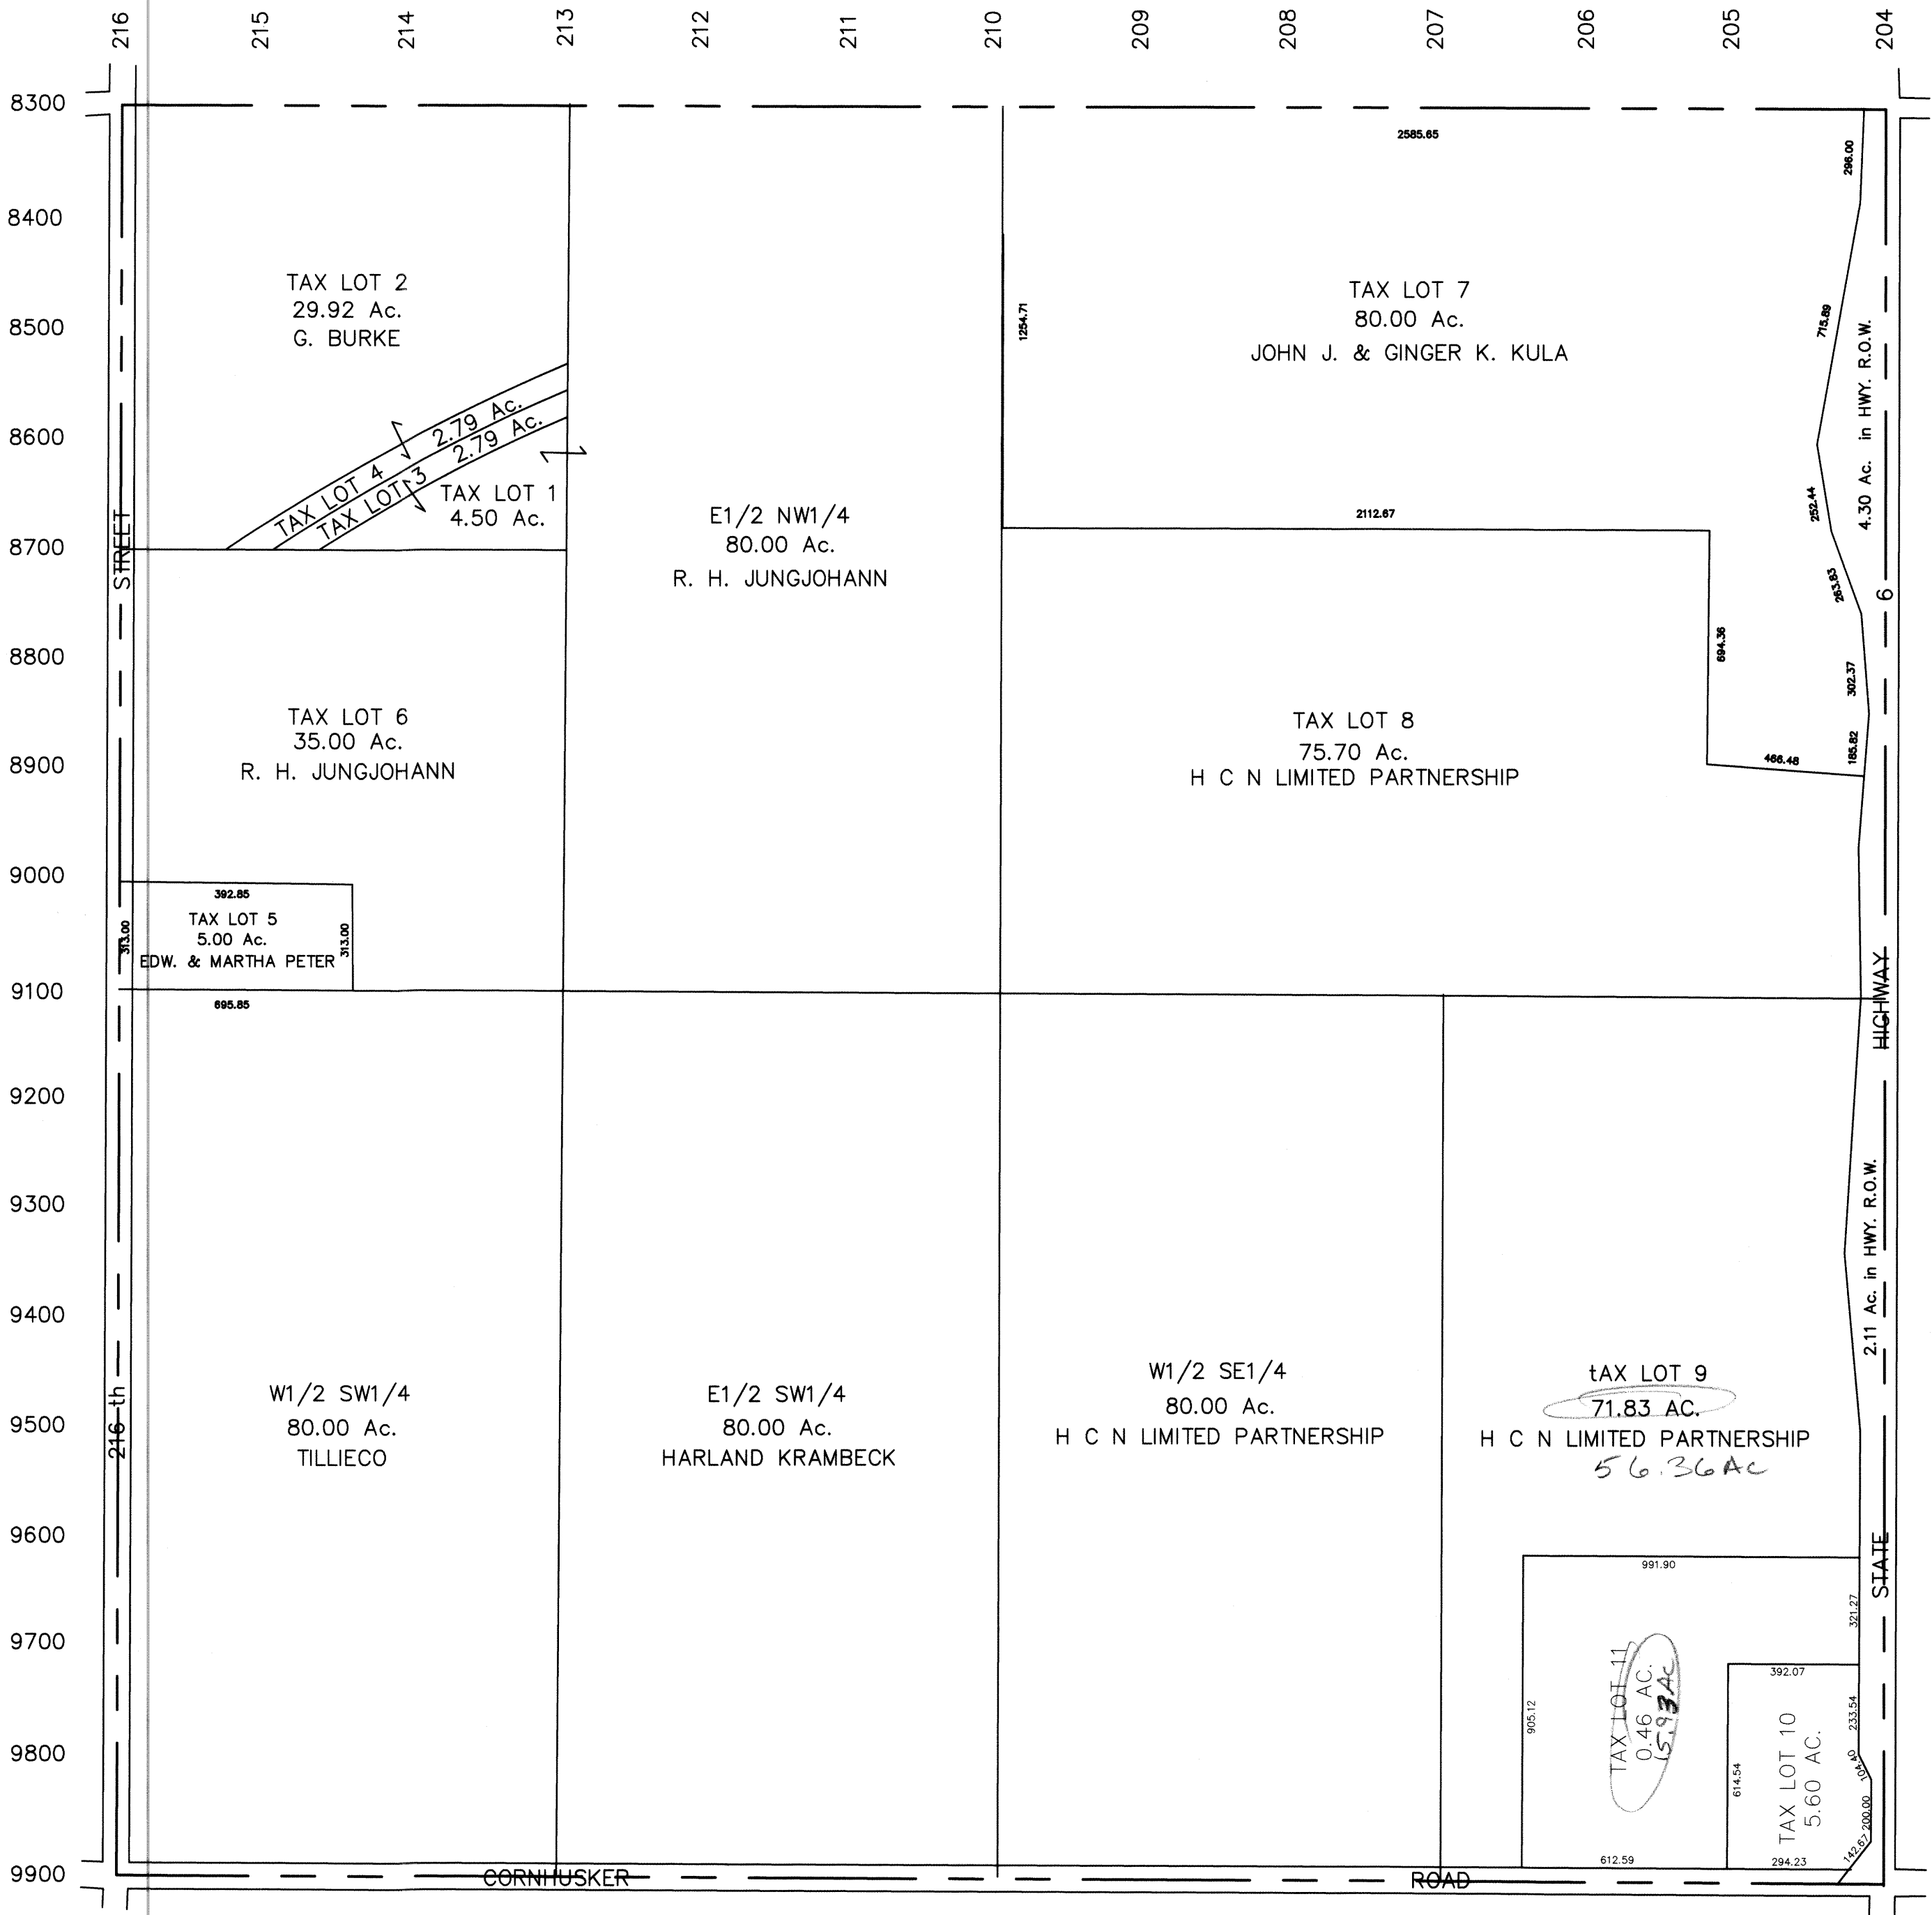 216
215
214
213
212
211
210
209
208
207
206
205
204
8300
8400
8500
8600
8700
8800
8900
9000
9100
9200
9300
9400
9500
9600
9700
9800
9900
2585.65
296.00
TAX LOT 2
29.92 Ac.
G. BURKE
TAX LOT 7
80.00 Ac.
JOHN J. & GINGER K. KULA
1254.71
715.89
4.30 Ac. in HWY. R.O.W.
TAX LOT 4 2.79 Ac.
TAX LOT 3 2.79 Ac.
TAX LOT 1
4.50 Ac.
E1/2 NW1/4
80.00 Ac.
R. H. JUNGJOHANN
2112.67
252.44
263.83
694.36
302.37
185.82
466.48
STREET
6
TAX LOT 6
35.00 Ac.
R. H. JUNGJOHANN
TAX LOT 8
75.70 Ac.
H C N LIMITED PARTNERSHIP
392.85
313.00
TAX LOT 5
5.00 Ac.
EDW. & MARTHA PETER
313.00
695.85
HIGHWAY
2.11 Ac. in HWY. R.O.W.
216 th
W1/2 SW1/4
80.00 Ac.
TILLIECO
E1/2 SW1/4
80.00 Ac.
HARLAND KRAMBECK
W1/2 SE1/4
80.00 Ac.
H C N LIMITED PARTNERSHIP
tAX LOT 9
71.83 AC.
H C N LIMITED PARTNERSHIP
56.36 Ac
STATE
991.90
321.27
905.12
TAX LOT 11
0.46 AC.
15.93 Ac
392.07
233.54
104.40
200.00
142.67
614.54
TAX LOT 10
5.60 AC.
612.59
294.23
CORNHUSKER
ROAD